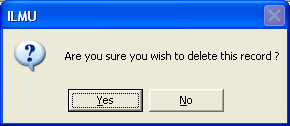 ILMU
Are you sure you wish to delete this record ?
Yes
No